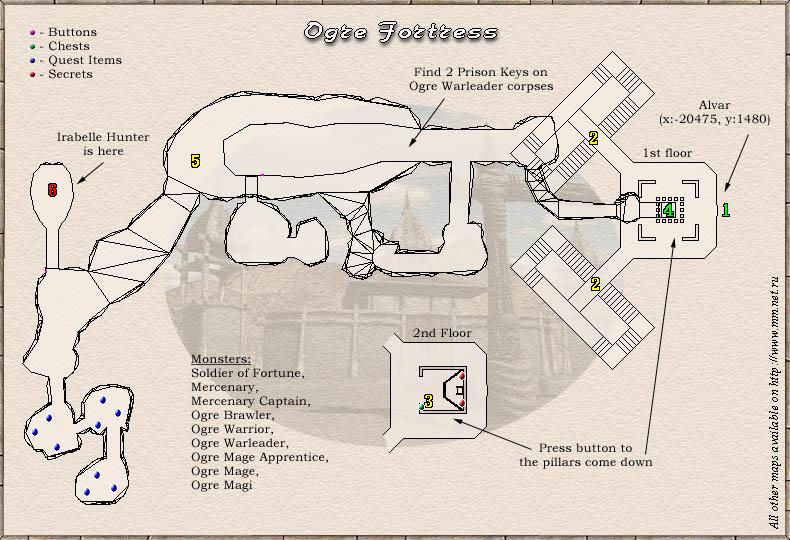 Ogre Fortress
- Buttons
- Chests
- Quest Items
- Secrets
Find 2 Prison Keys on
Ogre Warleader corpses
Alvar
(x:-20475, y:1480)
Irabelle Hunter
is here
1st floor
2
5
6
4
1
2
2nd Floor
3
Monsters:
Soldier of Fortune,
Mercenary,
Mercenary Captain,
Ogre Brawler,
Ogre Warrior,
Ogre Warleader,
Ogre Mage Apprentice,
Ogre Mage,
Ogre Magi
Press button to
the pillars come down
All other maps available on http://www.mm.net.ru